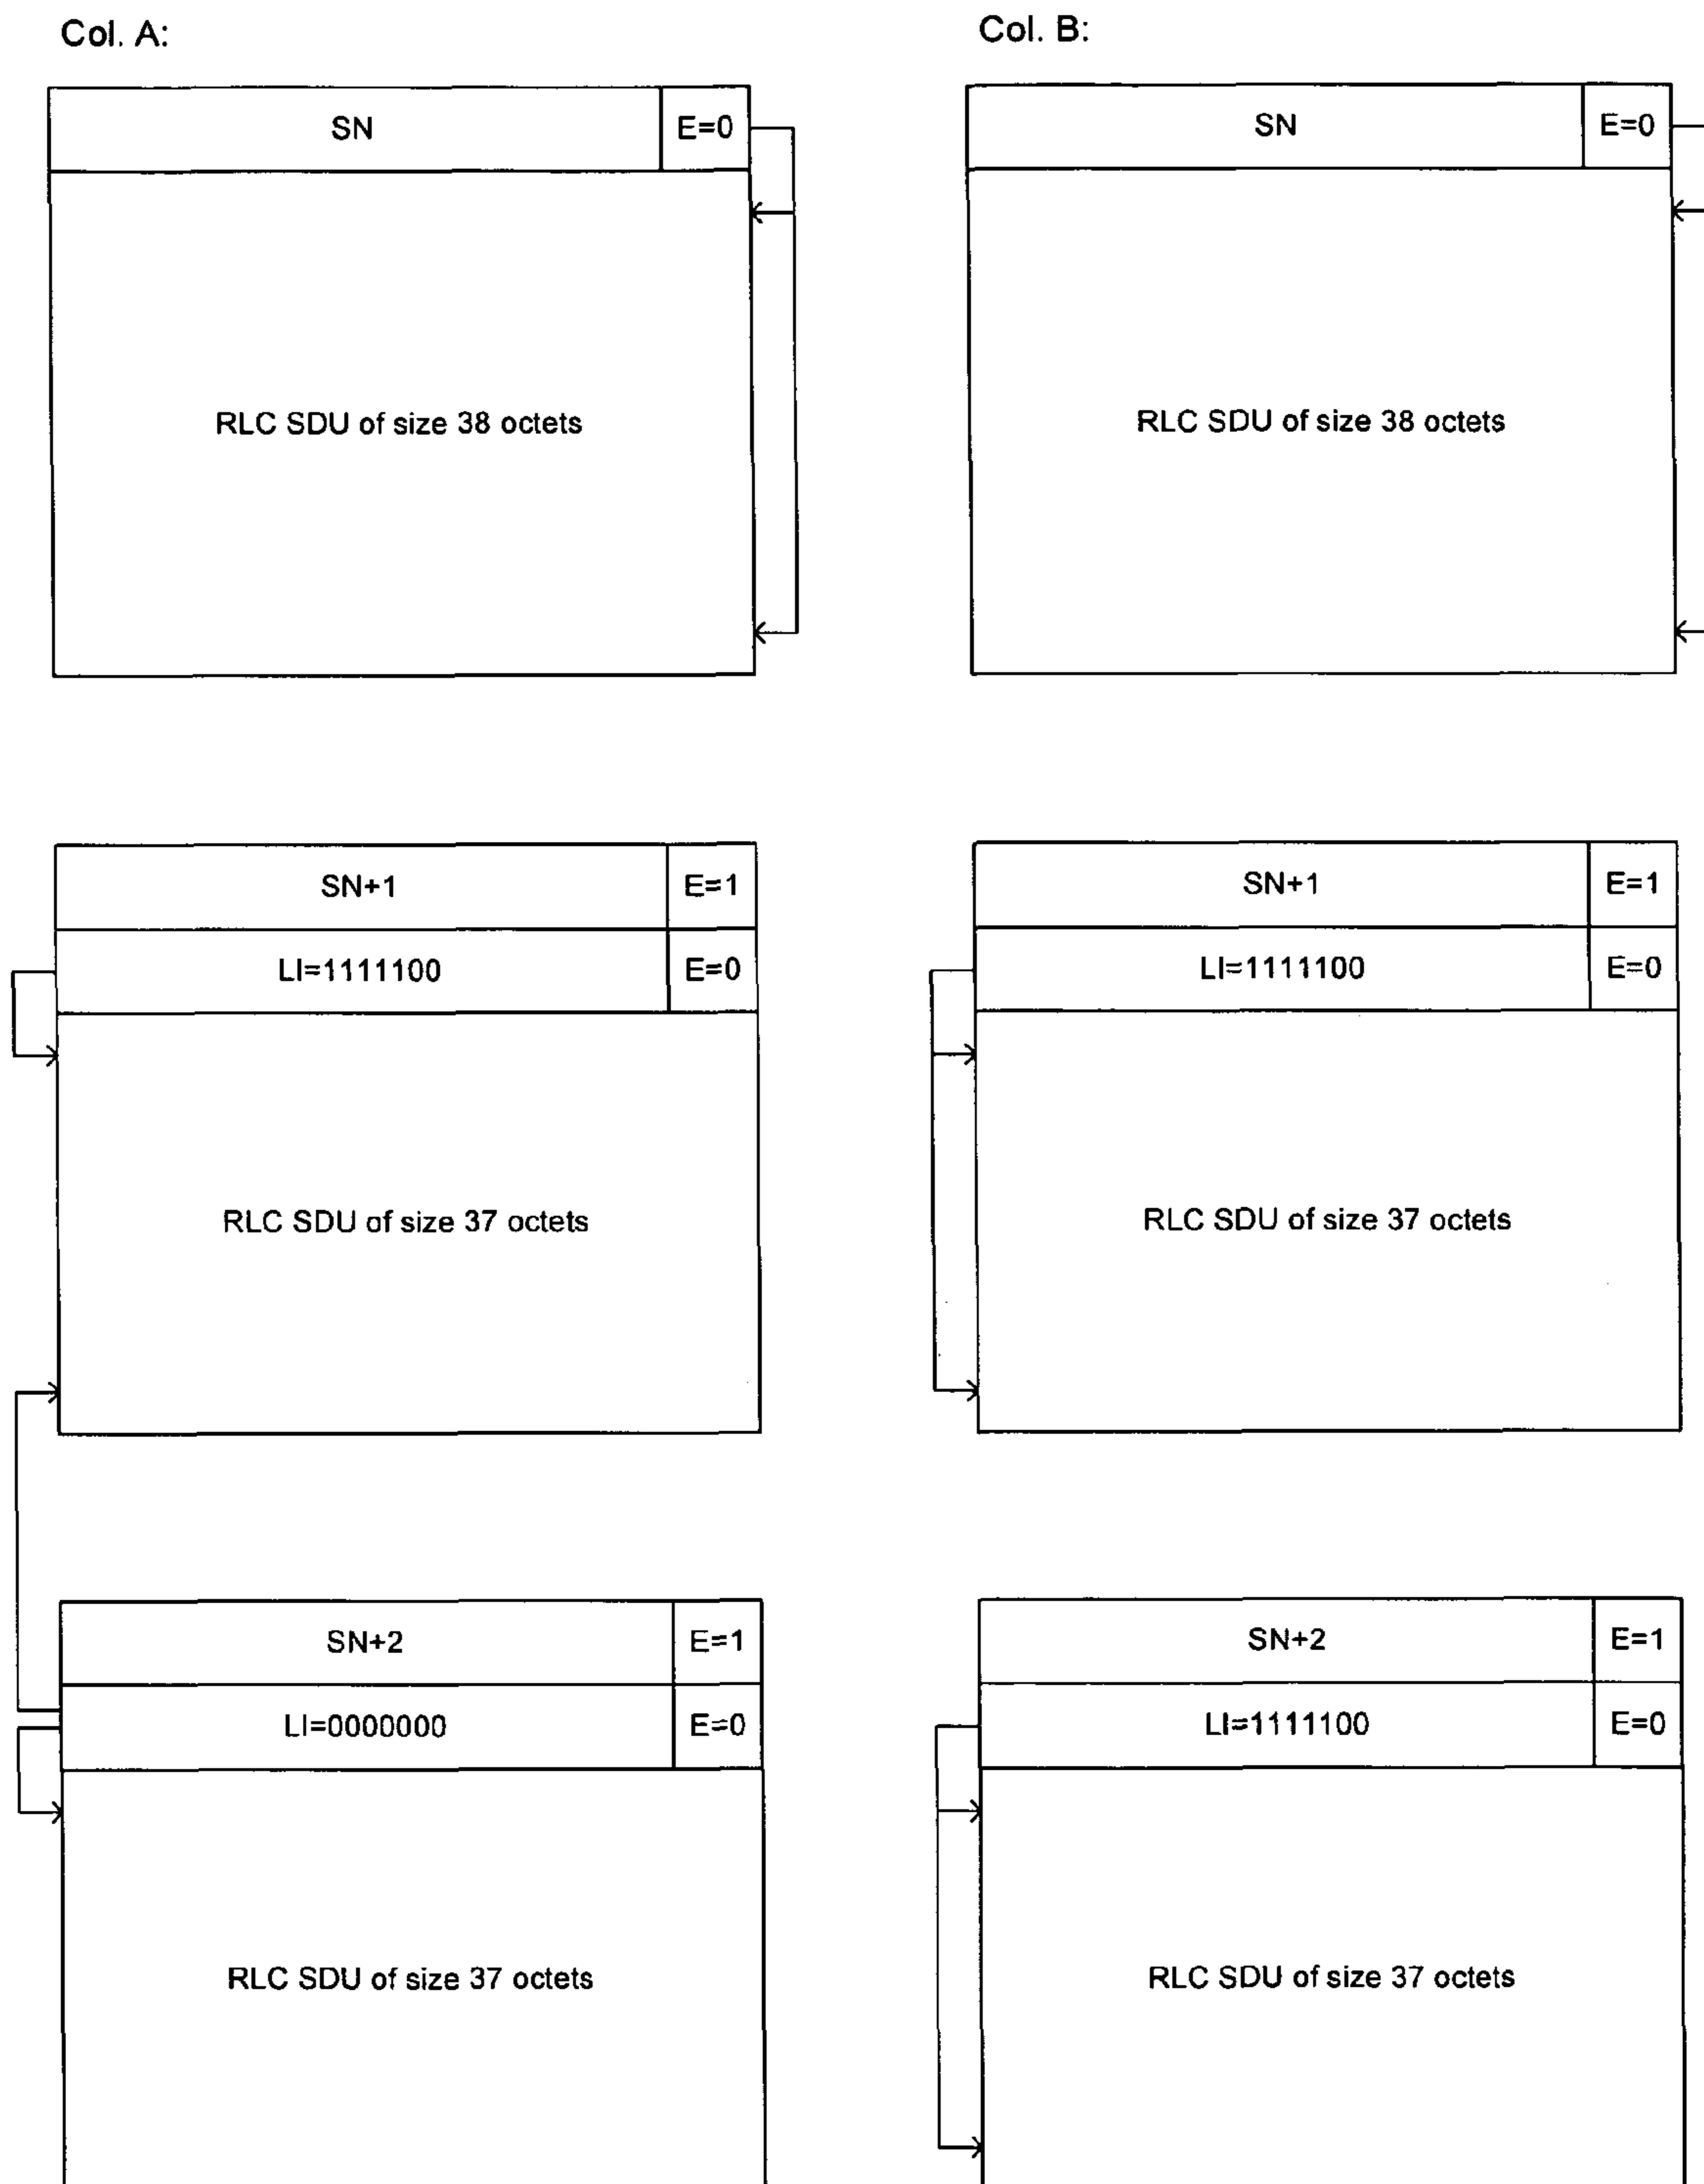 Col. A:
SN E=0
RLC SDU of size 38 octets
SN+1 E=1
LI=1111100 E=0
RLC SDU of size 37 octets
SN+2 E=1
LI=0000000 E=0
RLC SDU of size 37 octets
Col. B:
SN E=0
RLC SDU of size 38 octets
SN+1 E=1
LI=1111100 E=0
RLC SDU of size 37 octets
SN+2 E=1
LI=1111100 E=0
RLC SDU of size 37 octets